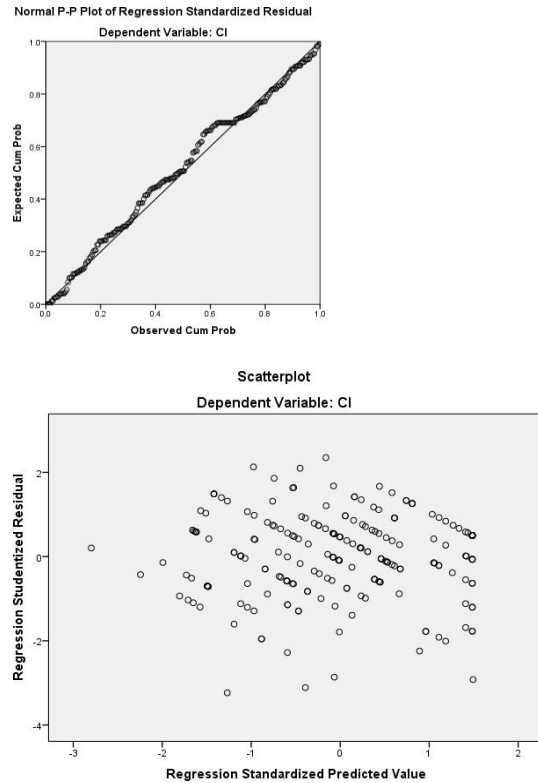 Normal P-P Plot of Regression Standardized Residual
Dependent Variable: CI
Expected Cum Prob
1.0
0.8
0.6
0.4
0.2
0.0
0.0 0.2 0.4 0.6 0.8 1.0
Observed Cum Prob
Scatterplot
Dependent Variable: CI
Regression Studentized Residual
2
0
-2
-4
-3 -2 -1 0 1 2
Regression Standardized Predicted Value